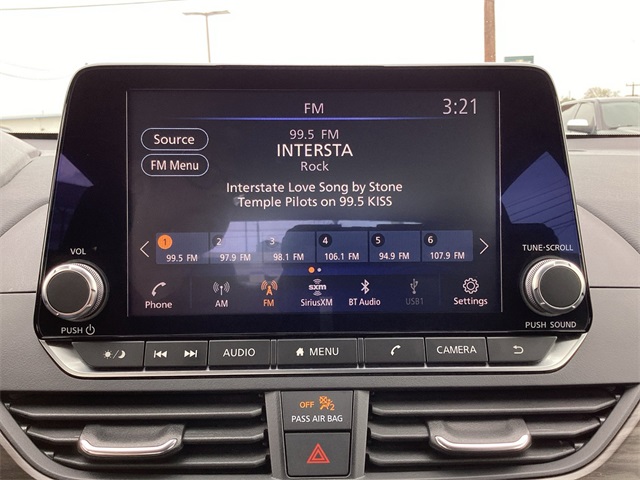 FM 3:21
Source
FM Menu
99.5 FM
INTERSTA
Rock
Interstate Love Song by Stone
Temple Pilots on 99.5 KISS
1 2 3 4 5 6
99.5 FM 97.9 FM 98.1 FM 106.1 FM 94.9 FM 107.9 FM
VOL
TUNE·SCROLL
sxm
Phone AM FM SiriusXM BT Audio USB1 Settings
PUSH
PUSH SOUND
AUDIO MENU CAMERA
OFF 2
PASS AIR BAG